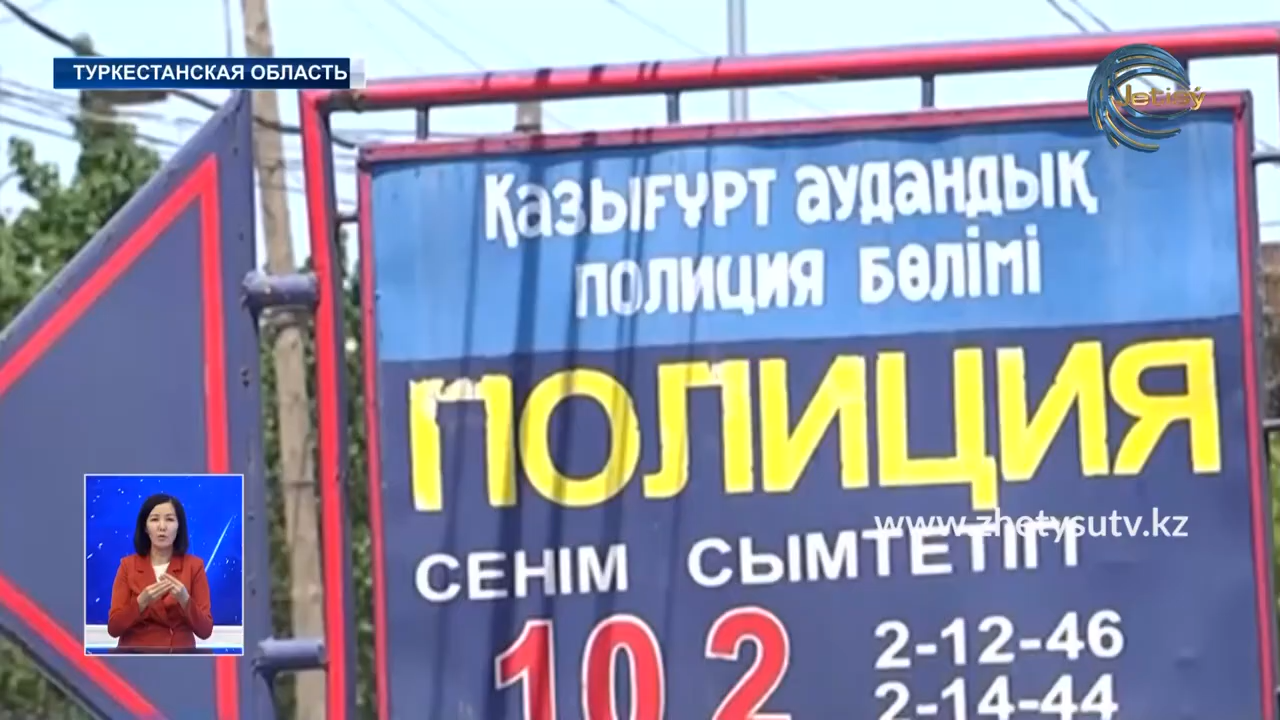 ТУРКЕСТАНСКАЯ ОБЛАСТЬ
Jetisý
ҚАЗЫҒҰРТ АУДАНДЫҚ
ПОЛИЦИЯ БӨЛІМІ
ПОЛИЦИЯ
www.zhetysutv.kz
СЕНІМ СЫМТЕТІГІ
102
2-12-46
2-14-44